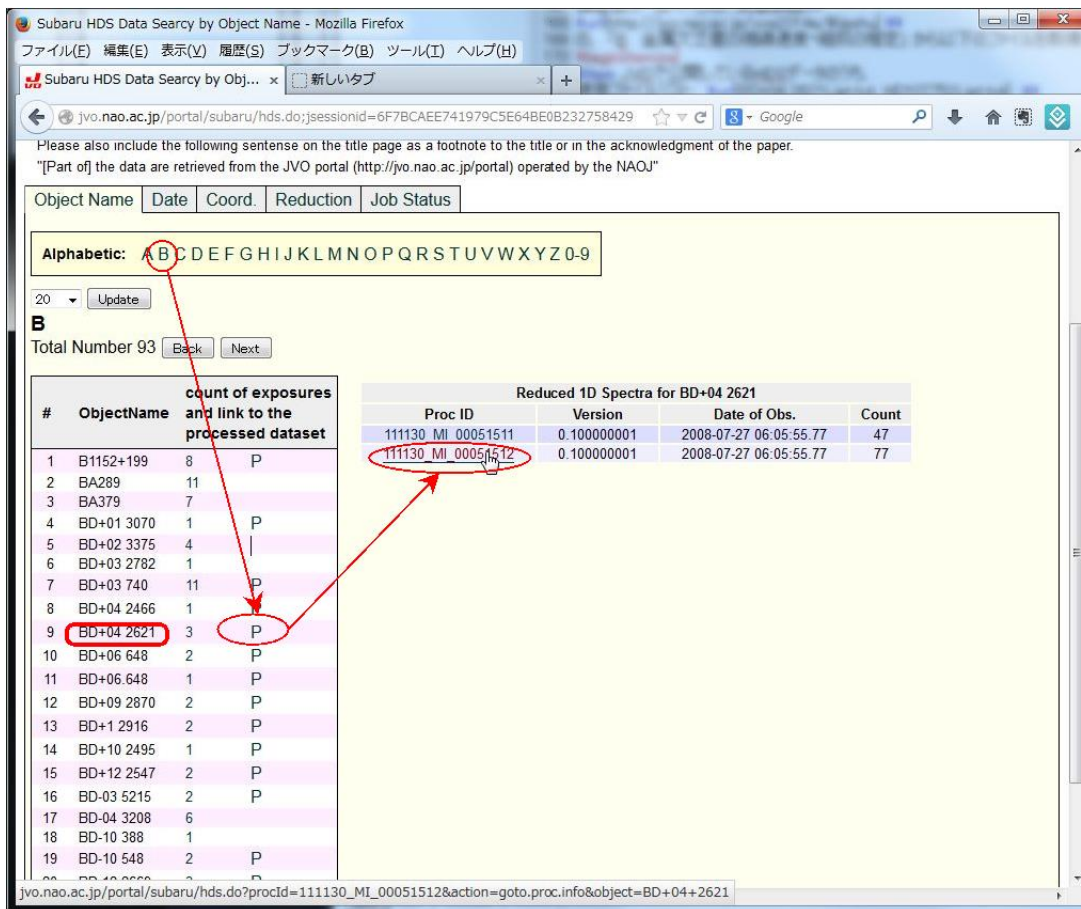 Subaru HDS Data Searcy by Object Name - Mozilla Firefox
ファイル(F) 編集(E) 表示(V) 履歴(S) ブックマーク(B) ツール(T) ヘルプ(H)
Subaru HDS Data Searcy by Obj... × 新しいタブ × +
jvo.nao.ac.jp/portal/subaru/hds.do;jsessionid=6F7BCAEE741979C5E64BE0B232758429 Google
Please also include the following sentence on the title page as a footnote to the title or in the acknowledgment of the paper.
"[Part of] the data are retrieved from the JVO portal (http://jvo.nao.ac.jp/portal) operated by the NAOJ"
Object Name Date Coord. Reduction Job Status
Alphabetic: A B C D E F G H I J K L M N O P Q R S T U V W X Y Z 0-9
20 Update
B
Total Number 93 Back Next
# ObjectName count of exposures and link to the processed dataset
1 B1152+199 8 P
2 BA289 11
3 BA379 7
4 BD+01 3070 1 P
5 BD+02 3375 4
6 BD+03 2782 1
7 BD+03 740 11 P
8 BD+04 2466 1
9 BD+04 2621 3 P
10 BD+06 648 2 P
11 BD+06.648 1 P
12 BD+09 2870 2 P
13 BD+1 2916 2 P
14 BD+10 2495 1 P
15 BD+12 2547 2 P
16 BD-03 5215 2 P
17 BD-04 3208 6
18 BD-10 388 1
19 BD-10 548 2 P
Reduced 1D Spectra for BD+04 2621
Proc ID Version Date of Obs. Count
111130_MI_00051511 0.100000001 2008-07-27 06:05:55.77 47
111130_MI_00051512 0.100000001 2008-07-27 06:05:55.77 77
jvo.nao.ac.jp/portal/subaru/hds.do?procId=111130_MI_00051512&action=goto.proc.info&object=BD+04+2621